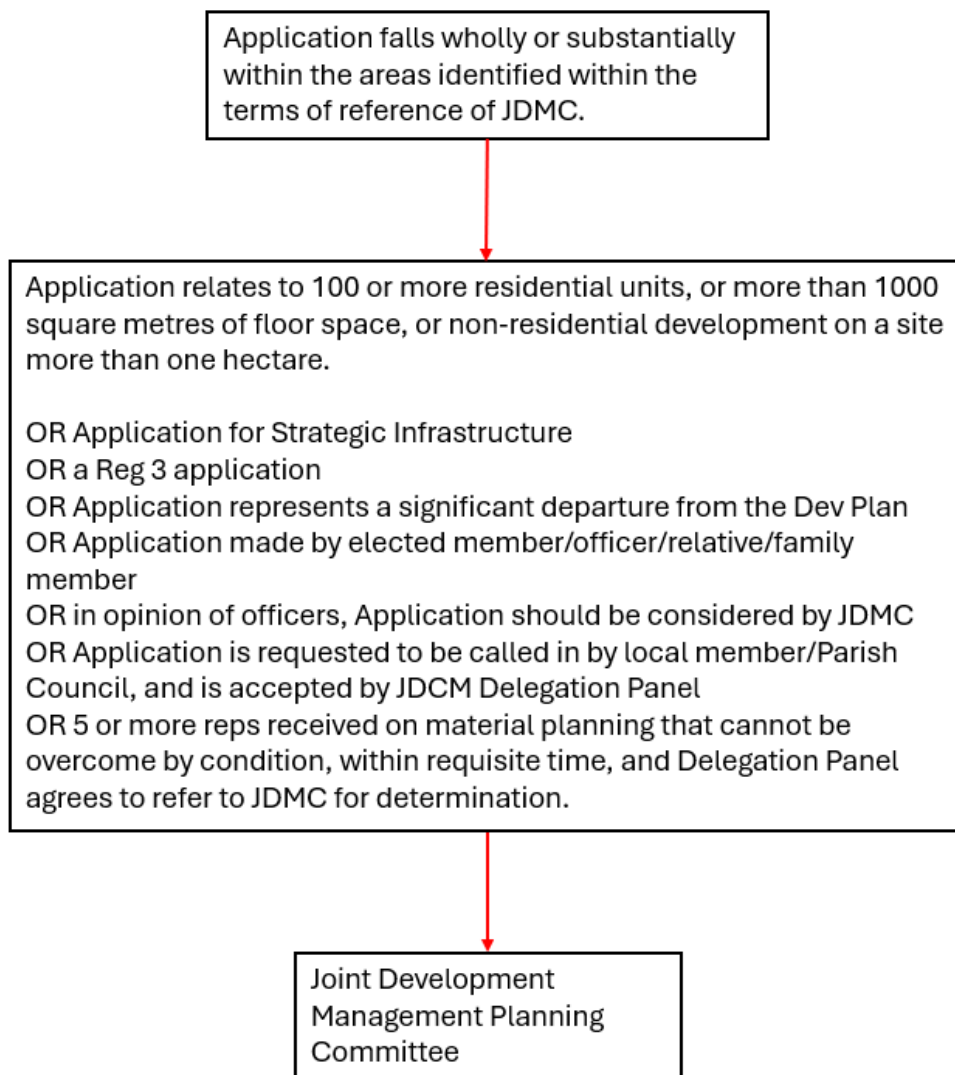 Application falls wholly or substantially
within the areas identified within the
terms of reference of JDMC.
Application relates to 100 or more residential units, or more than 1000
square metres of floor space, or non-residential development on a site
more than one hectare.
OR Application for Strategic Infrastructure
OR a Reg 3 application
OR Application represents a significant departure from the Dev Plan
OR Application made by elected member/officer/relative/family
member
OR in opinion of officers, Application should be considered by JDMC
OR Application is requested to be called in by local member/Parish
Council, and is accepted by JDCM Delegation Panel
OR 5 or more reps received on material planning that cannot be
overcome by condition, within requisite time, and Delegation Panel
agrees to refer to JDMC for determination.
Joint Development
Management Planning
Committee